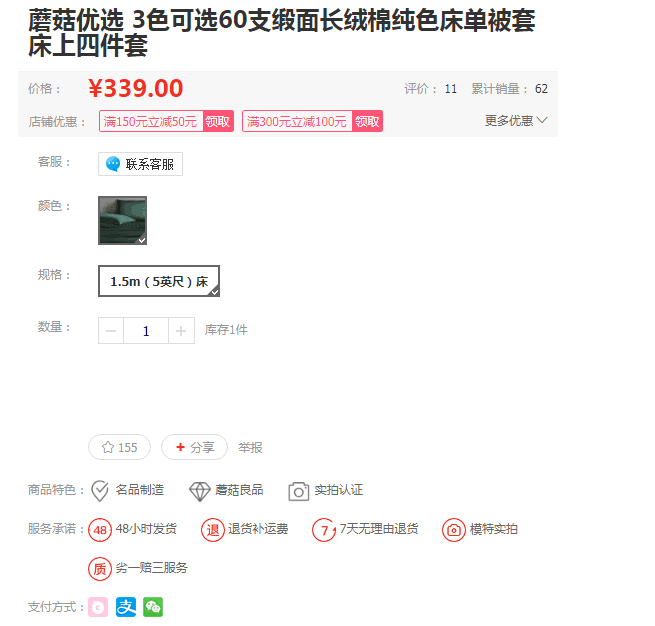 蘑菇优选 3色可选60支缎面长绒棉纯色床单被套
床上四件套
价格： ¥339.00 评价： 11 累计销量： 62
店铺优惠： 满150元立减50元 领取 满300元立减100元 领取 更多优惠
客服： 联系客服
颜色：
规格： 1.5m（5英尺）床
数量： 1 库存1件
155 分享 举报
商品特色： 名品制造 蘑菇良品 实拍认证
服务承诺： 48 48小时发货 退 退货补运费 7 7天无理由退货 模特实拍
质 劣一赔三服务
支付方式： 支